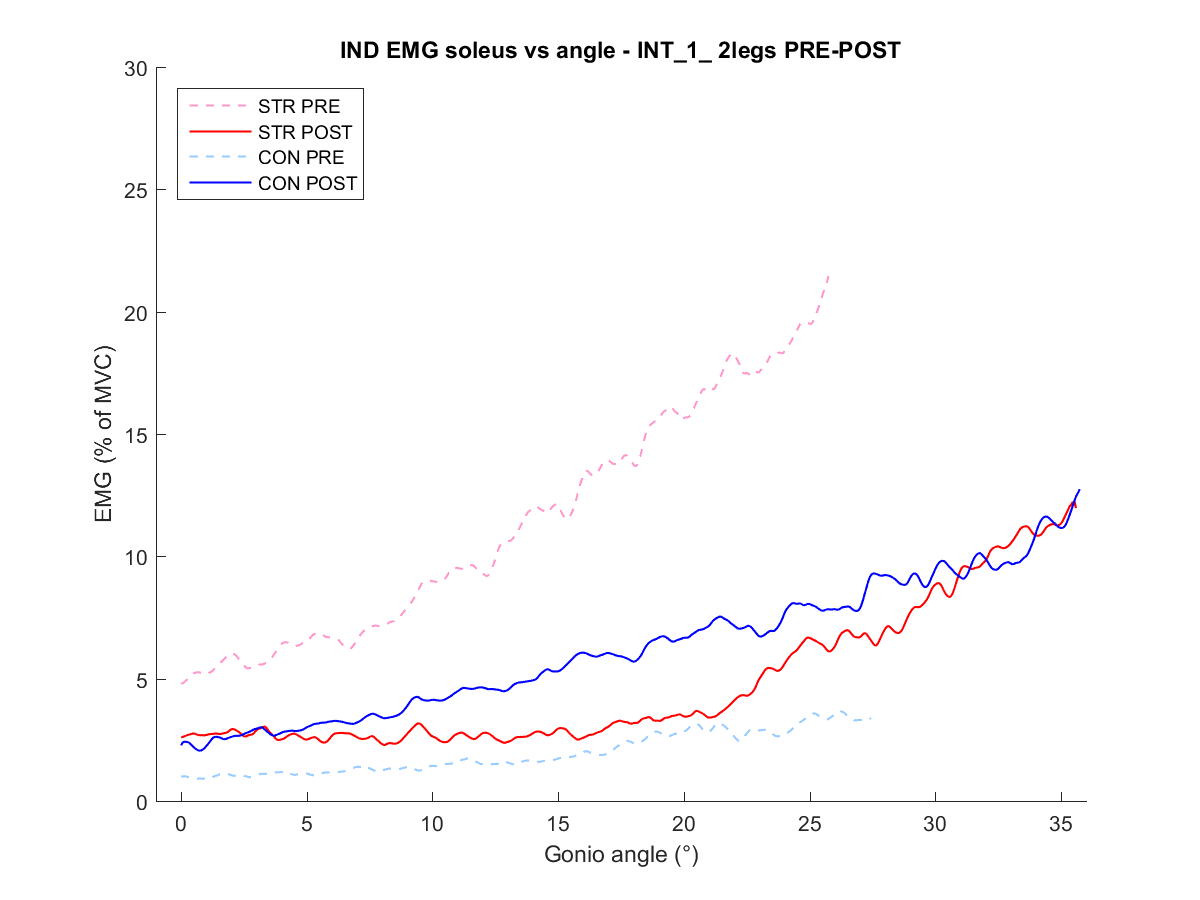 IND EMG soleus vs angle - INT_1_ 2legs PRE-POST
30
25
20
15
10
5
0
EMG (% of MVC)
STR PRE
STR POST
CON PRE
CON POST
0 5 10 15 20 25 30 35
Gonio angle (°)